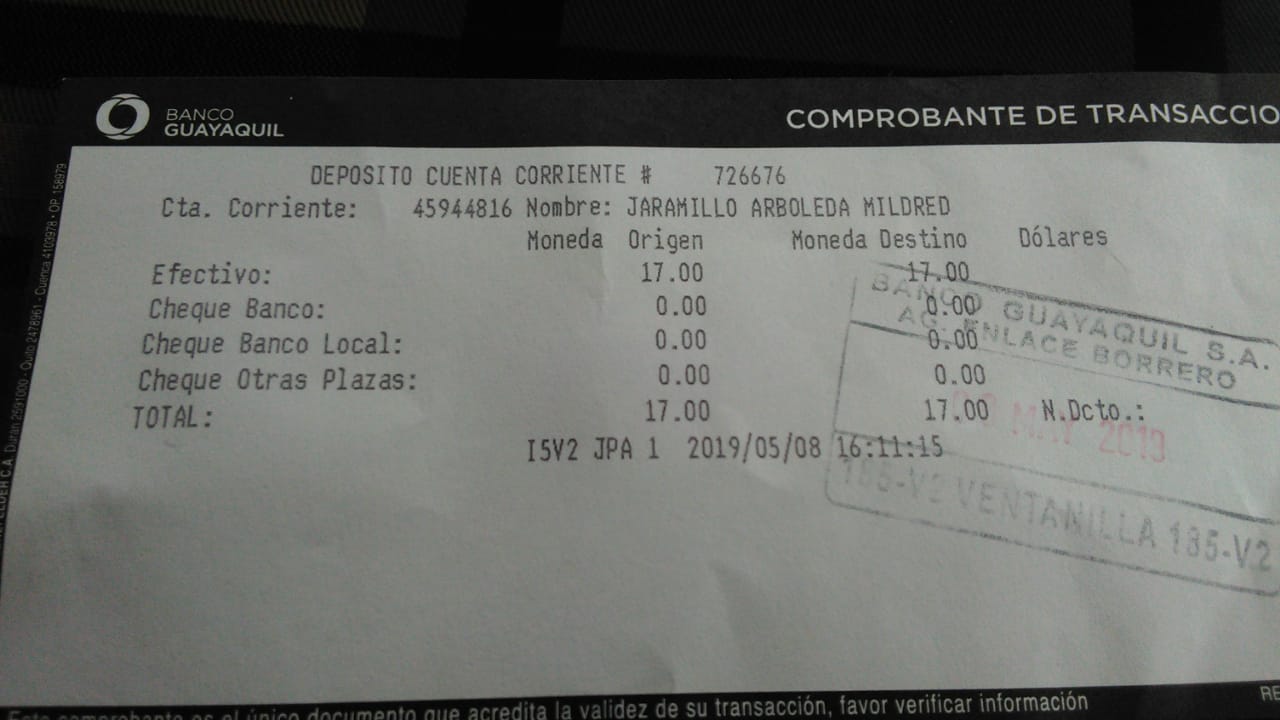 BANCO
GUAYAQUIL
COMPROBANTE DE TRANSACCIO
DEPOSITO CUENTA CORRIENTE # 726676
Cta. Corriente: 45944816 Nombre: JARAMILLO ARBOLEDA MILDRED
Moneda Origen Moneda Destino Dólares
Efectivo: 17.00 17.00
Cheque Banco: 0.00 0.00
Cheque Banco Local: 0.00 0.00
Cheque Otras Plazas: 0.00 0.00
TOTAL: 17.00 17.00 N.Dcto.:
I5V2 JPA 1 2019/05/08 16:11:15
BANCO GUAYAQUIL S.A.
AG. ENLACE BORRERO
MAY 2019
185-V2 VENTANILLA 185-V2
C.A. Durán 2591000 - Quito 2478961 - Cuenca 4103978 - OP 158979
Este comprobante es el único documento que acredita la validez de su transacción, favor verificar información
RE